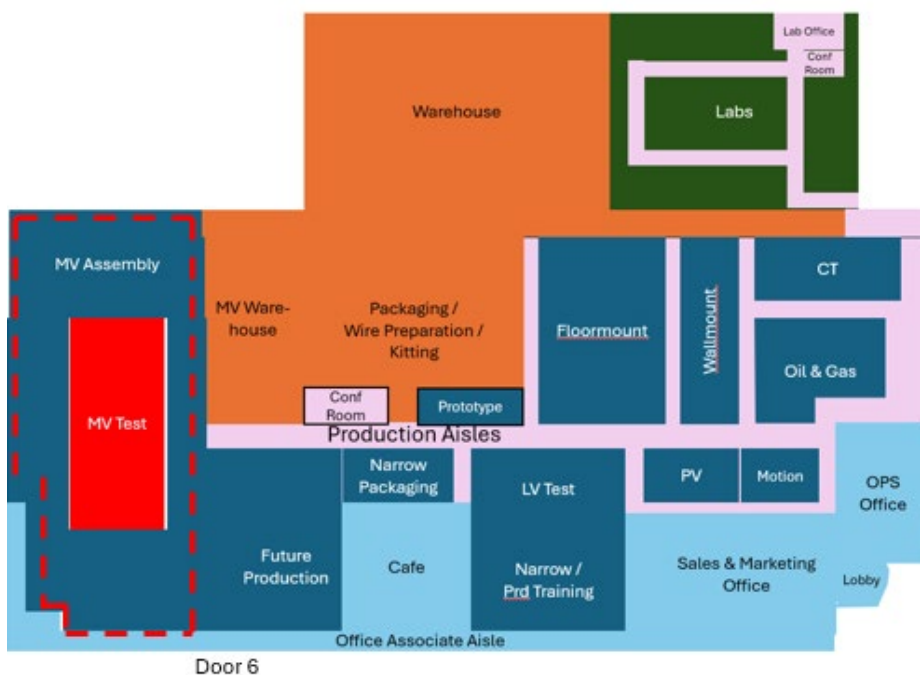 Lab Office
Conf
Room
Warehouse
Labs
MV Assembly
CT
MV Ware-
house
Packaging /
Wire Preparation /
Kitting
Floormount
Wallmount
Oil & Gas
Conf
Room
Prototype
MV Test
Production Aisles
Narrow
Packaging
LV Test
PV
Motion
OPS
Office
Future
Production
Cafe
Narrow /
Prd Training
Sales & Marketing
Office
Lobby
Office Associate Aisle
Door 6